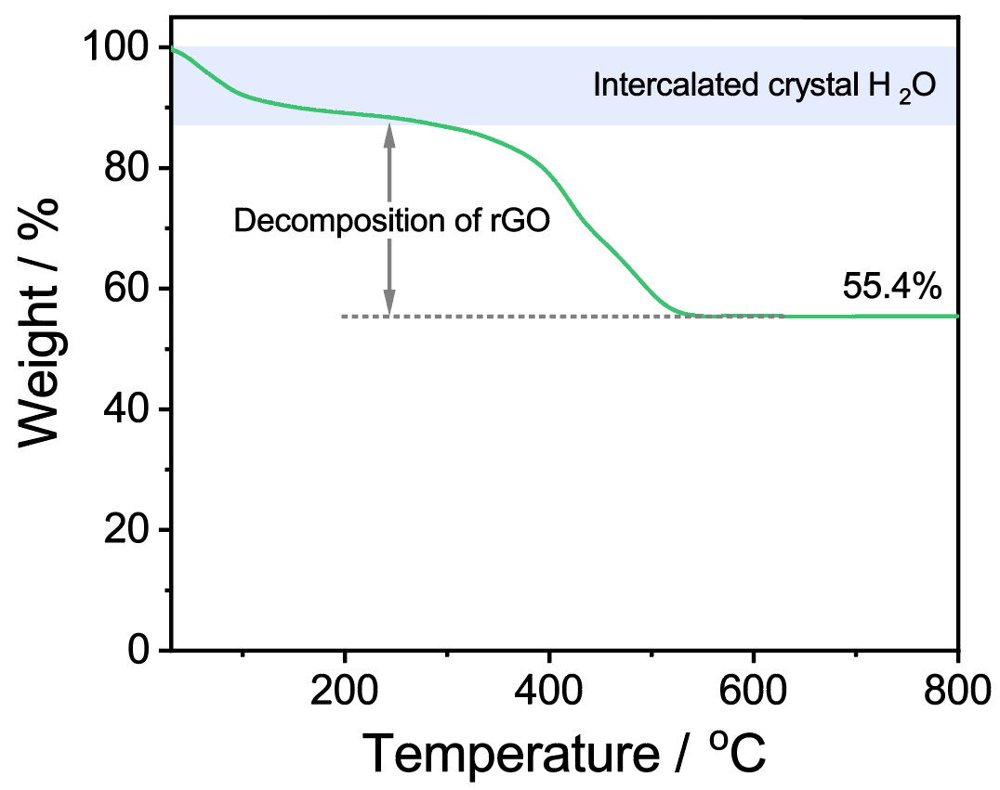 100
Intercalated crystal H2O
80
Decomposition of rGO
60
55.4%
40
20
0
200 400 600 800
Weight / %
Temperature / oC